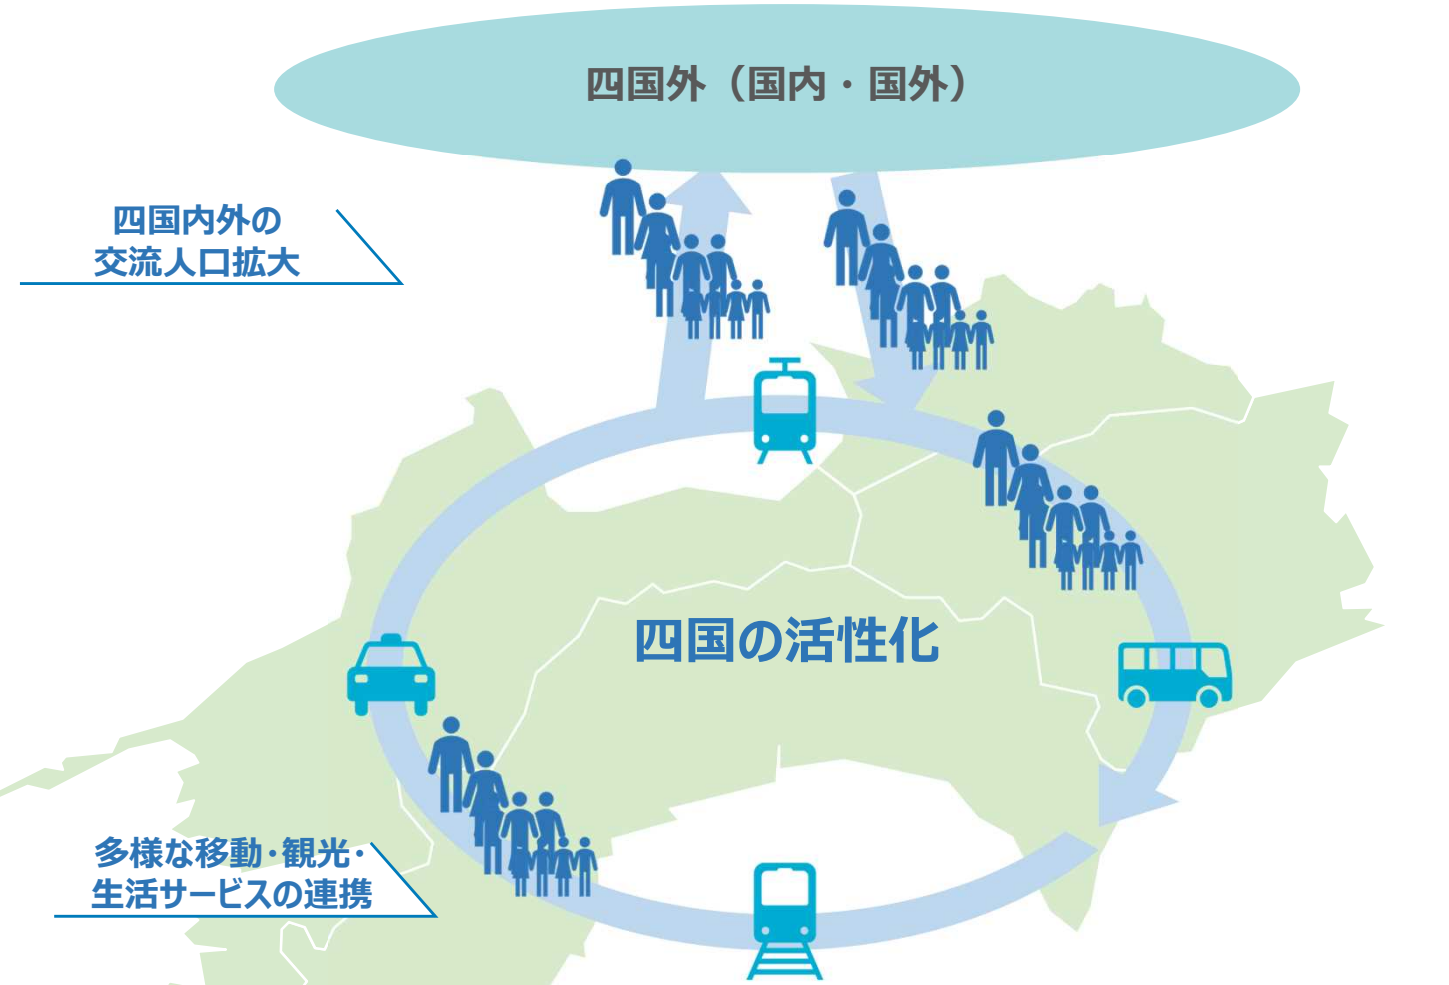 四国外（国内・国外）
四国内外の
交流人口拡大
四国の活性化
多様な移動・観光・
生活サービスの連携